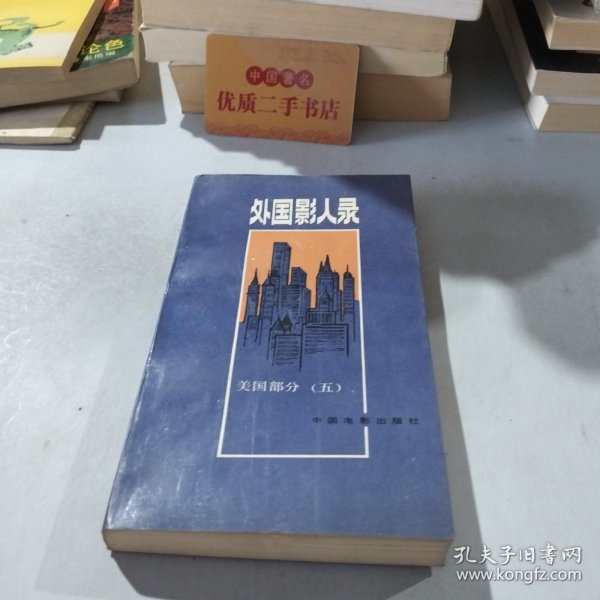 中国著名
优质二手书店
外国影人录
美国部分（五）
中国电影出版社
孔夫子旧书网
www.kongfz.com